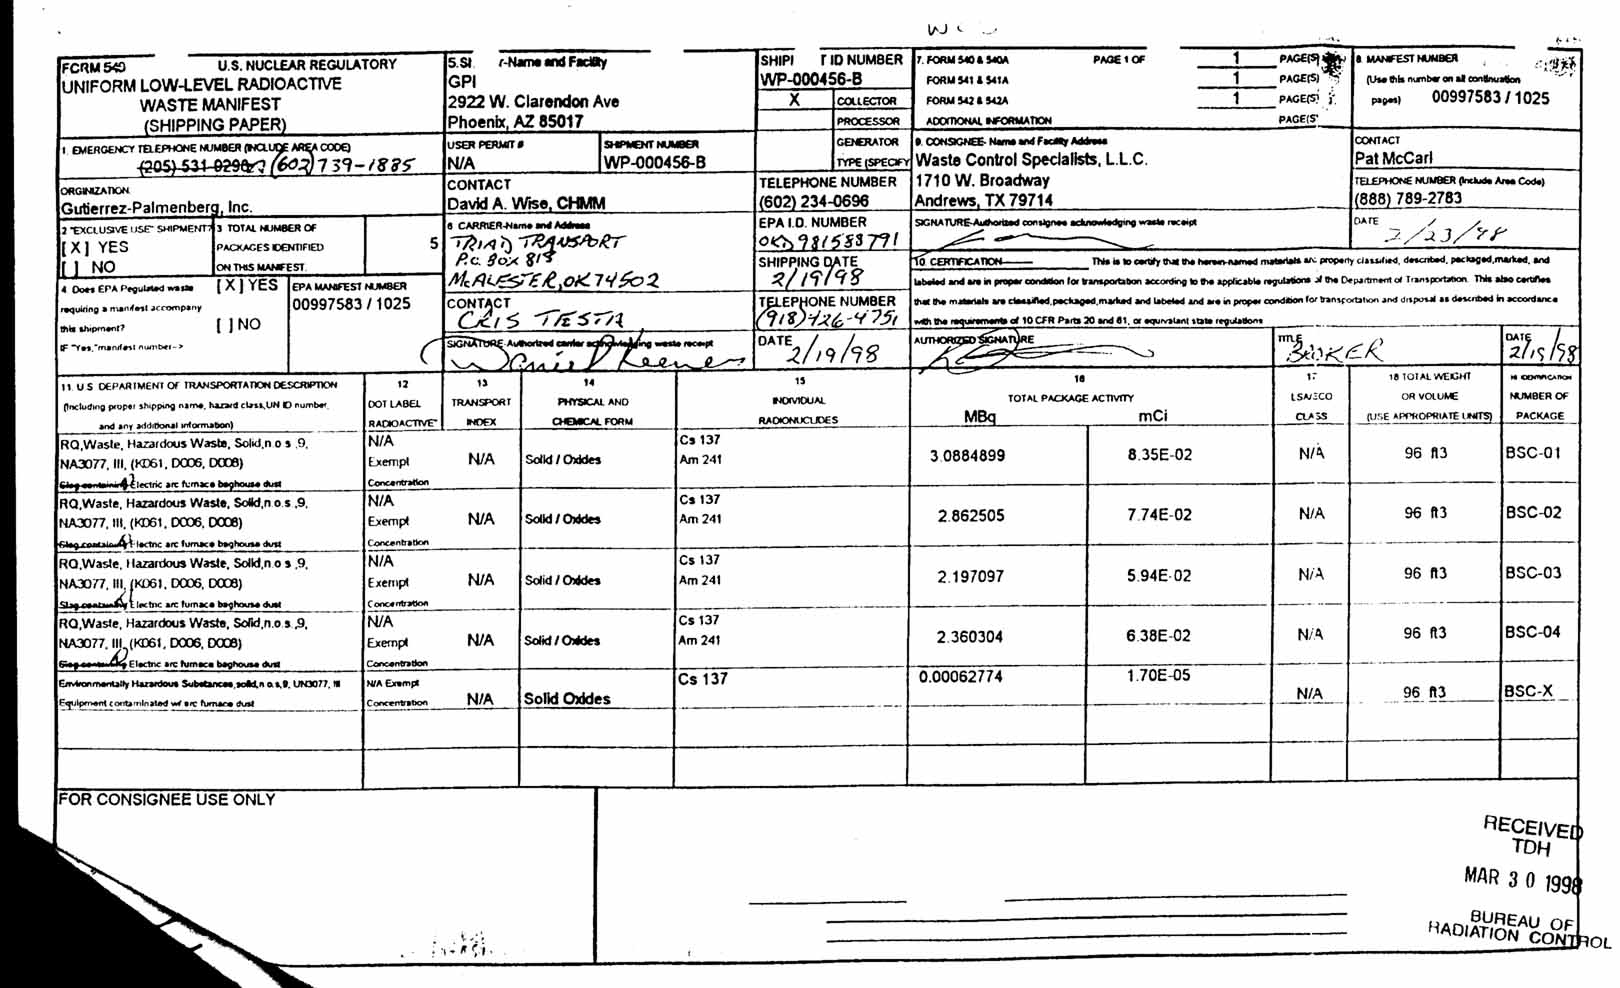 FORM 540 U.S. NUCLEAR REGULATORY
UNIFORM LOW-LEVEL RADIOACTIVE
WASTE MANIFEST
(SHIPPING PAPER)
1. EMERGENCY TELEPHONE NUMBER (INCLUDE AREA CODE)
(602) 739-1885
ORGINIZATION
Gutierrez-Palmenberg, Inc.
2 "EXCLUSIVE USE" SHIPMENT?
[X] YES
[ ] NO
3 TOTAL NUMBER OF
PACKAGES IDENTIFIED
ON THIS MANIFEST.
5
4 Does EPA Pegulated waste
requiring a manifest accompany
this shipment?
IF "Yes,"manifest number-->
[X] YES
[ ] NO
EPA MANIFEST NUMBER
00997583 / 1025
5.SI r-Name and Facility
GPI
2922 W. Clarendon Ave
Phoenix, AZ 85017
USER PERMIT #
N/A
SHIPMENT NUMBER
WP-000456-B
CONTACT
David A. Wise, CHMM
6 CARRIER-Name and Address
TRIAD TRANSPORT
P.O. BOX 818
McALESTER, OK 74502
CONTACT
CRIS TESTA
SIGNATURE-Authorized carrier acknowledging waste receipt
Daniel Keener
SHIPI T ID NUMBER
WP-000456-B
X COLLECTOR
PROCESSOR
GENERATOR
TYPE (SPECIFY
TELEPHONE NUMBER
(602) 234-0696
EPA I.D. NUMBER
OKD981588791
SHIPPING DATE
2/19/98
TELEPHONE NUMBER
(918) 426-4751
DATE
2/19/98
7. FORM 540 & 540A PAGE 1 OF 1 PAGE(S)
FORM 541 & 541A 1 PAGE(S)
FORM 542 & 542A 1 PAGE(S)
ADDITIONAL INFORMATION PAGE(S)
8 MANIFEST NUMBER
(Use this number on all continuation
pages) 00997583 / 1025
9. CONSIGNEE- Name and Facility Address
Waste Control Specialists, L.L.C.
1710 W. Broadway
Andrews, TX 79714
CONTACT
Pat McCarl
TELEPHONE NUMBER (Include Area Code)
(888) 789-2783
SIGNATURE-Authorized consignee acknowledging waste receipt
DATE
2/23/98
10. CERTIFICATION This is to certify that the herein-named materials are properly classified, described, packaged,marked, and
labeled and are in proper condition for transportation according to the applicable regulations of the Department of Transportation. This also certifies
that the materials are classified,packaged,marked and labeled and are in proper condition for transportation and disposal as described in accordance
with the requirements of 10 CFR Parts 20 and 61, or equivalent state regulations
AUTHORIZED SIGNATURE
TITLE
BROKER
DATE
2/19/98
11. U S DEPARTMENT OF TRANSPORTATION DESCRIPTION
(Including proper shipping name, hazard class,UN ID number,
and any additional information)
12
DOT LABEL
RADIOACTIVE"
13
TRANSPORT
INDEX
14
PHYSICAL AND
CHEMICAL FORM
15
INDIVIDUAL
RADIONUCLIDES
16
TOTAL PACKAGE ACTIVITY
MBq mCi
17
LSA/SCO
CLASS
18 TOTAL WEIGHT
OR VOLUME
(USE APPROPRIATE UNITS)
19 IDENTIFICATION
NUMBER OF
PACKAGE
RQ,Waste, Hazardous Waste, Solid,n.o.s ,9, N/A Cs 137
NA3077, III, (K061, D006, D008) Exempt N/A Solid / Oxides Am 241 3.0884899 8.35E-02 N/A 96 ft3 BSC-01
Slag containing Electric arc furnace baghouse dust Concentration
RQ,Waste, Hazardous Waste, Solid,n.o.s ,9, N/A Cs 137
NA3077, III, (K061, D006, D008) Exempt N/A Solid / Oxides Am 241 2.862505 7.74E-02 N/A 96 ft3 BSC-02
Slag containing Electric arc furnace baghouse dust Concentration
RQ,Waste, Hazardous Waste, Solid,n.o.s ,9, N/A Cs 137
NA3077, III, (K061, D006, D008) Exempt N/A Solid / Oxides Am 241 2.197097 5.94E-02 N/A 96 ft3 BSC-03
Slag containing Electric arc furnace baghouse dust Concentration
RQ,Waste, Hazardous Waste, Solid,n.o.s ,9, N/A Cs 137
NA3077, III, (K061, D006, D008) Exempt N/A Solid / Oxides Am 241 2.360304 6.38E-02 N/A 96 ft3 BSC-04
Slag containing Electric arc furnace baghouse dust Concentration
Environmentally Hazardous Substances,solid,n o s,9, UN3077, III N/A Exempt Cs 137 0.00062774 1.70E-05
Equipment contaminated w/ arc furnace dust Concentration N/A Solid Oxides N/A 96 ft3 BSC-X
FOR CONSIGNEE USE ONLY
RECEIVED
TDH
MAR 30 1998
BUREAU OF
RADIATION CONTROL